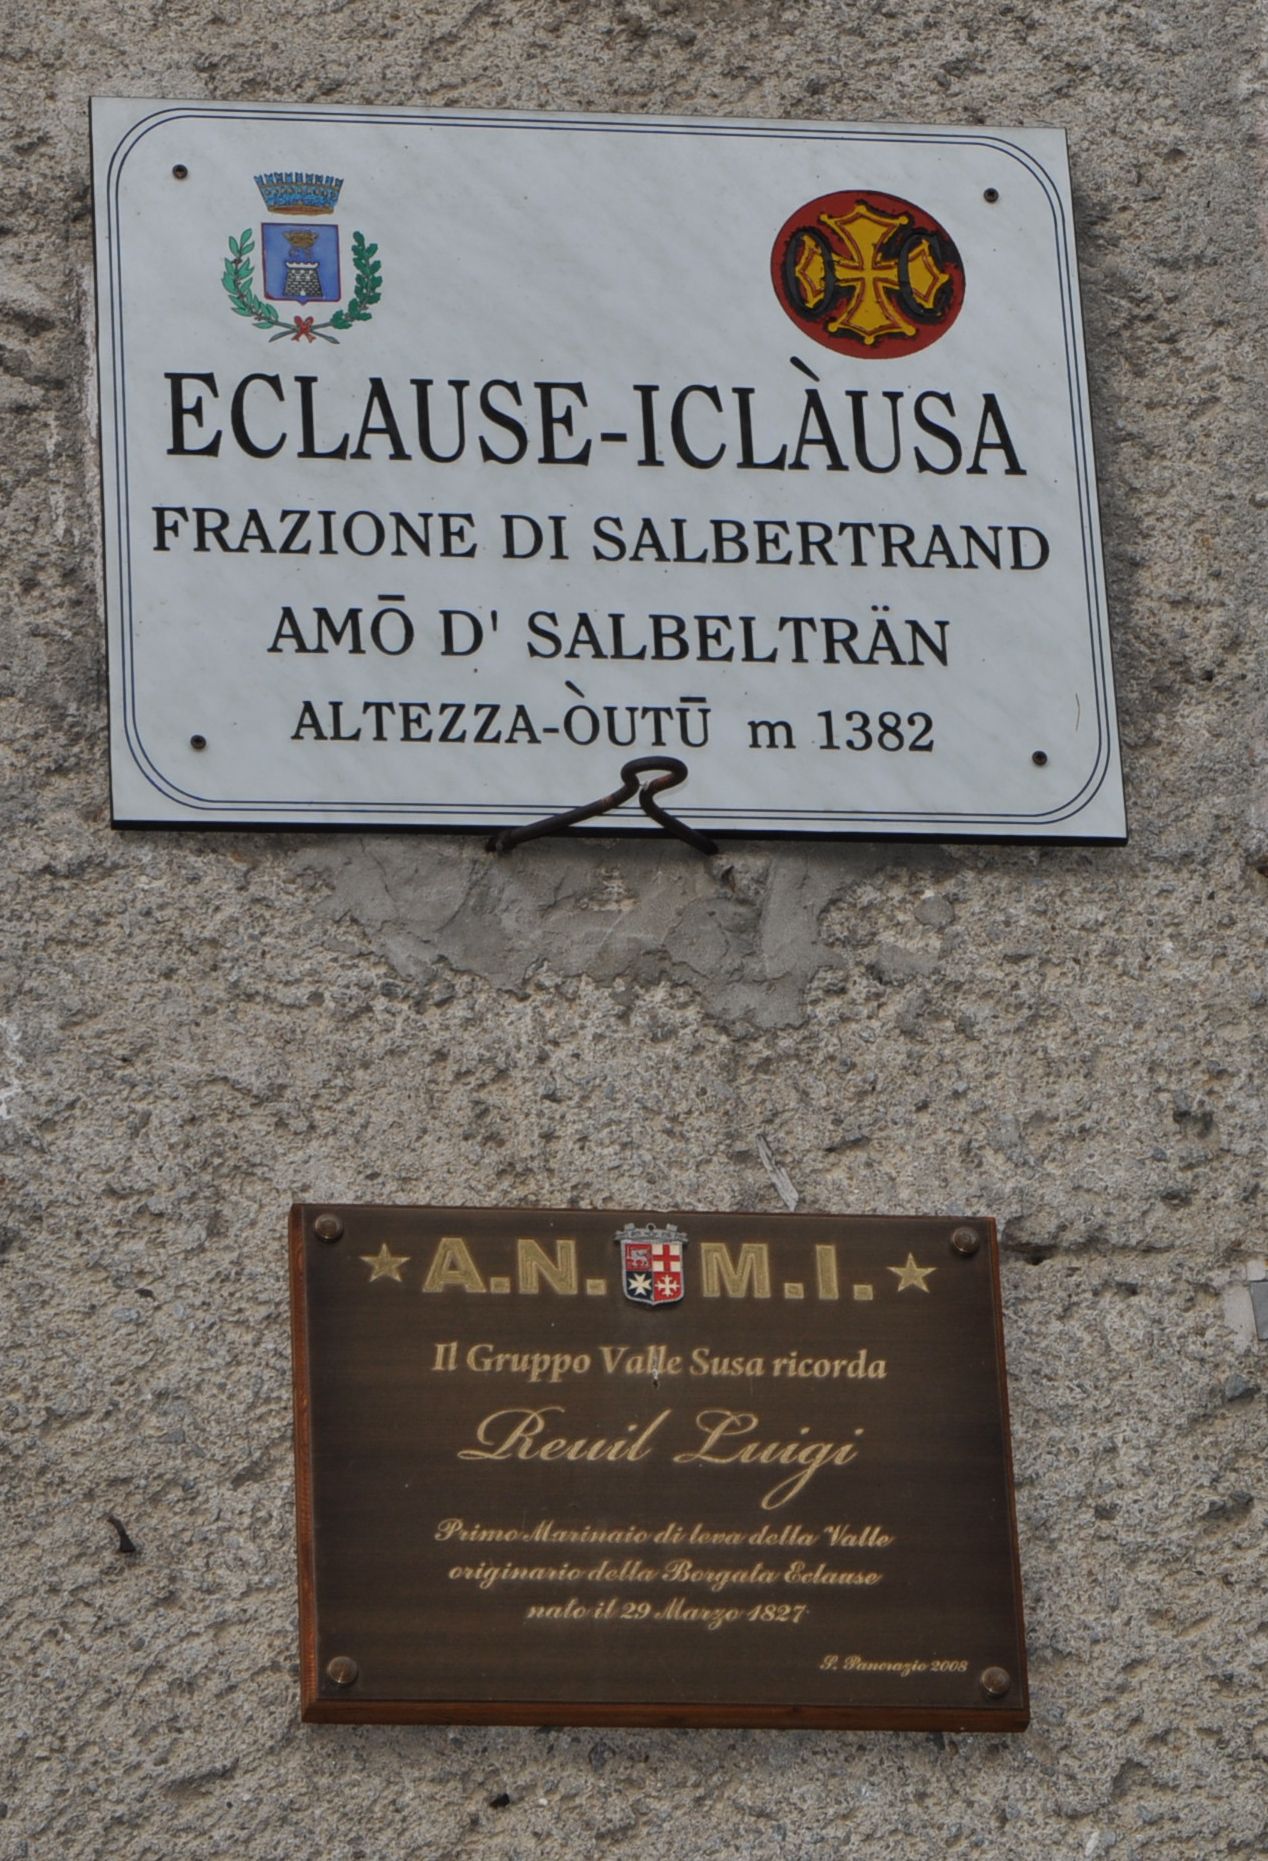 OC
ECLAUSE-ICLÀUSA
FRAZIONE DI SALBERTRAND
AMŌ D' SALBELTRÄN
ALTEZZA-ÒUTŪ m 1382
A.N. M.I.
Il Gruppo Valle Susa ricorda
Reuil Luigi
Primo Marinaio di leva della Valle
originario della Borgata Eclause
nato il 29 Marzo 1827
S. Pancrazio 2008